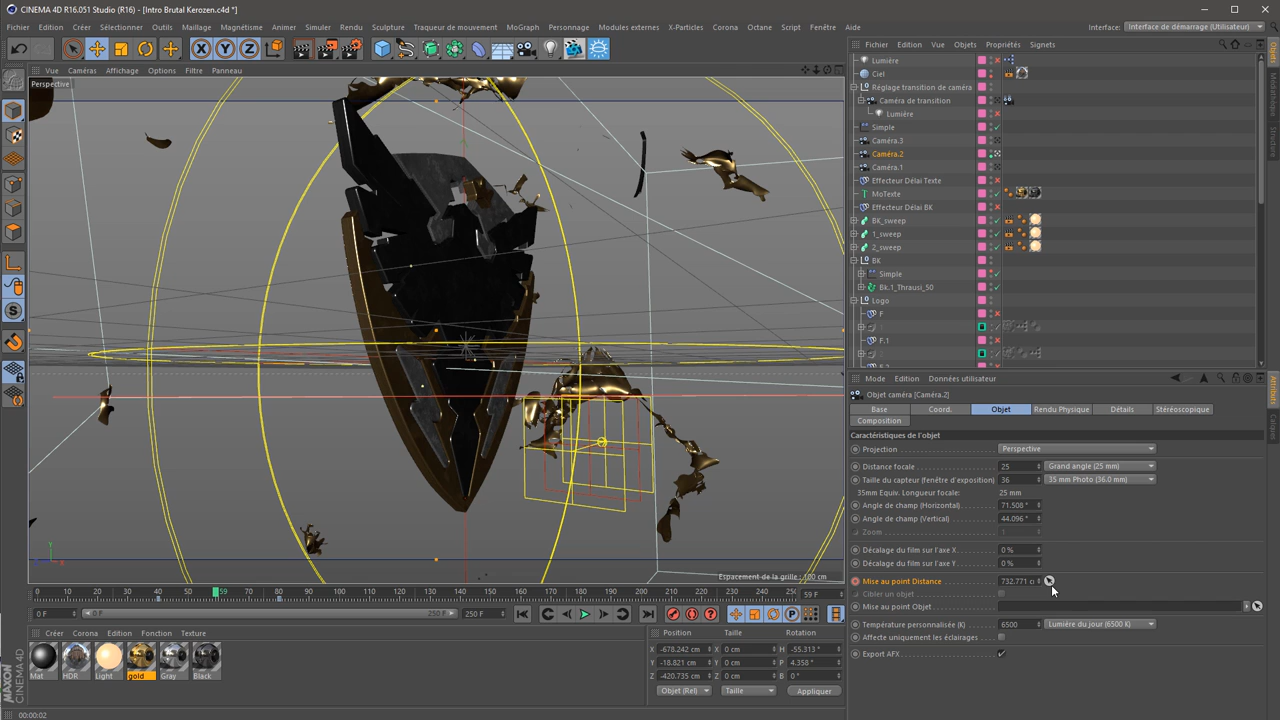 CINEMA 4D R16.051 Studio (R16) - [Intro Brutal Kerozen.c4d *]
Fichier Edition Créer Sélectionner Outils Maillage Magnétisme Animer Simulation Rendu Masqu Sculpture Traqueur de mouvement MoGraph Personnage Modules externes X-Particles Corona Octane Script Fenêtre Aide
Interface: Interface de démarrage (Utilisateur)
Vue Caméras Affichage Options Filtre Panneau
Perspective
Espacement de la grille : 100 cm
0 10 20 30 40 50 59 70 80 90 100 110 120 130 140 150 160 170 180 190 200
59 F
0 F 0 F 250 F 250 F
Créer Corona Edition Fonction Texture
Mat HDR Light gold Gray Black
Position Taille Rotation
X -678.242 cm X 0 cm H -55.313 °
Y -18.821 cm Y 0 cm P 4.358 °
Z -420.735 cm Z 0 cm B 0 °
Objet (Rel) Taille Appliquer
MAXON
CINEMA 4D
00:00:02
Fichier Edition Vue Objets Propriétés Signets
Lumière
Ciel
Réglage transition de caméra
Caméra de transition
Lumière
Simple
Caméra.3
Caméra.2
Caméra.1
Effecteur Délai Texte
MoTexte
Effecteur Délai BK
BK_sweep
1_sweep
2_sweep
BK
Simple
Bk.1_Thrausi_50
Logo
F
F.1
Objets
Attributs
Calques
Mode Edition Données utilisateur
Objet caméra [Caméra.2]
Base Coord. Objet Rendu Physique Détails Stéréoscopique
Composition
Caractéristiques de l'objet
Projection Perspective
Distance focale 25 Grand angle (25 mm)
Taille du capteur (fenêtre d'exposition) 36 35 mm Photo (36.0 mm)
35mm Equiv. Longueur focale: 25 mm
Angle de champ (Horizontal) 71.508 °
Angle de champ (Vertical) 44.096 °
Zoom 1
Décalage du film sur l'axe X 0 %
Décalage du film sur l'axe Y 0 %
Mise au point Distance 732.771 c
Cibler un objet
Mise au point Objet
Température personnalisée (K) 6500 Lumière du jour (6500 K)
Affecte uniquement les éclairages
Export AFX